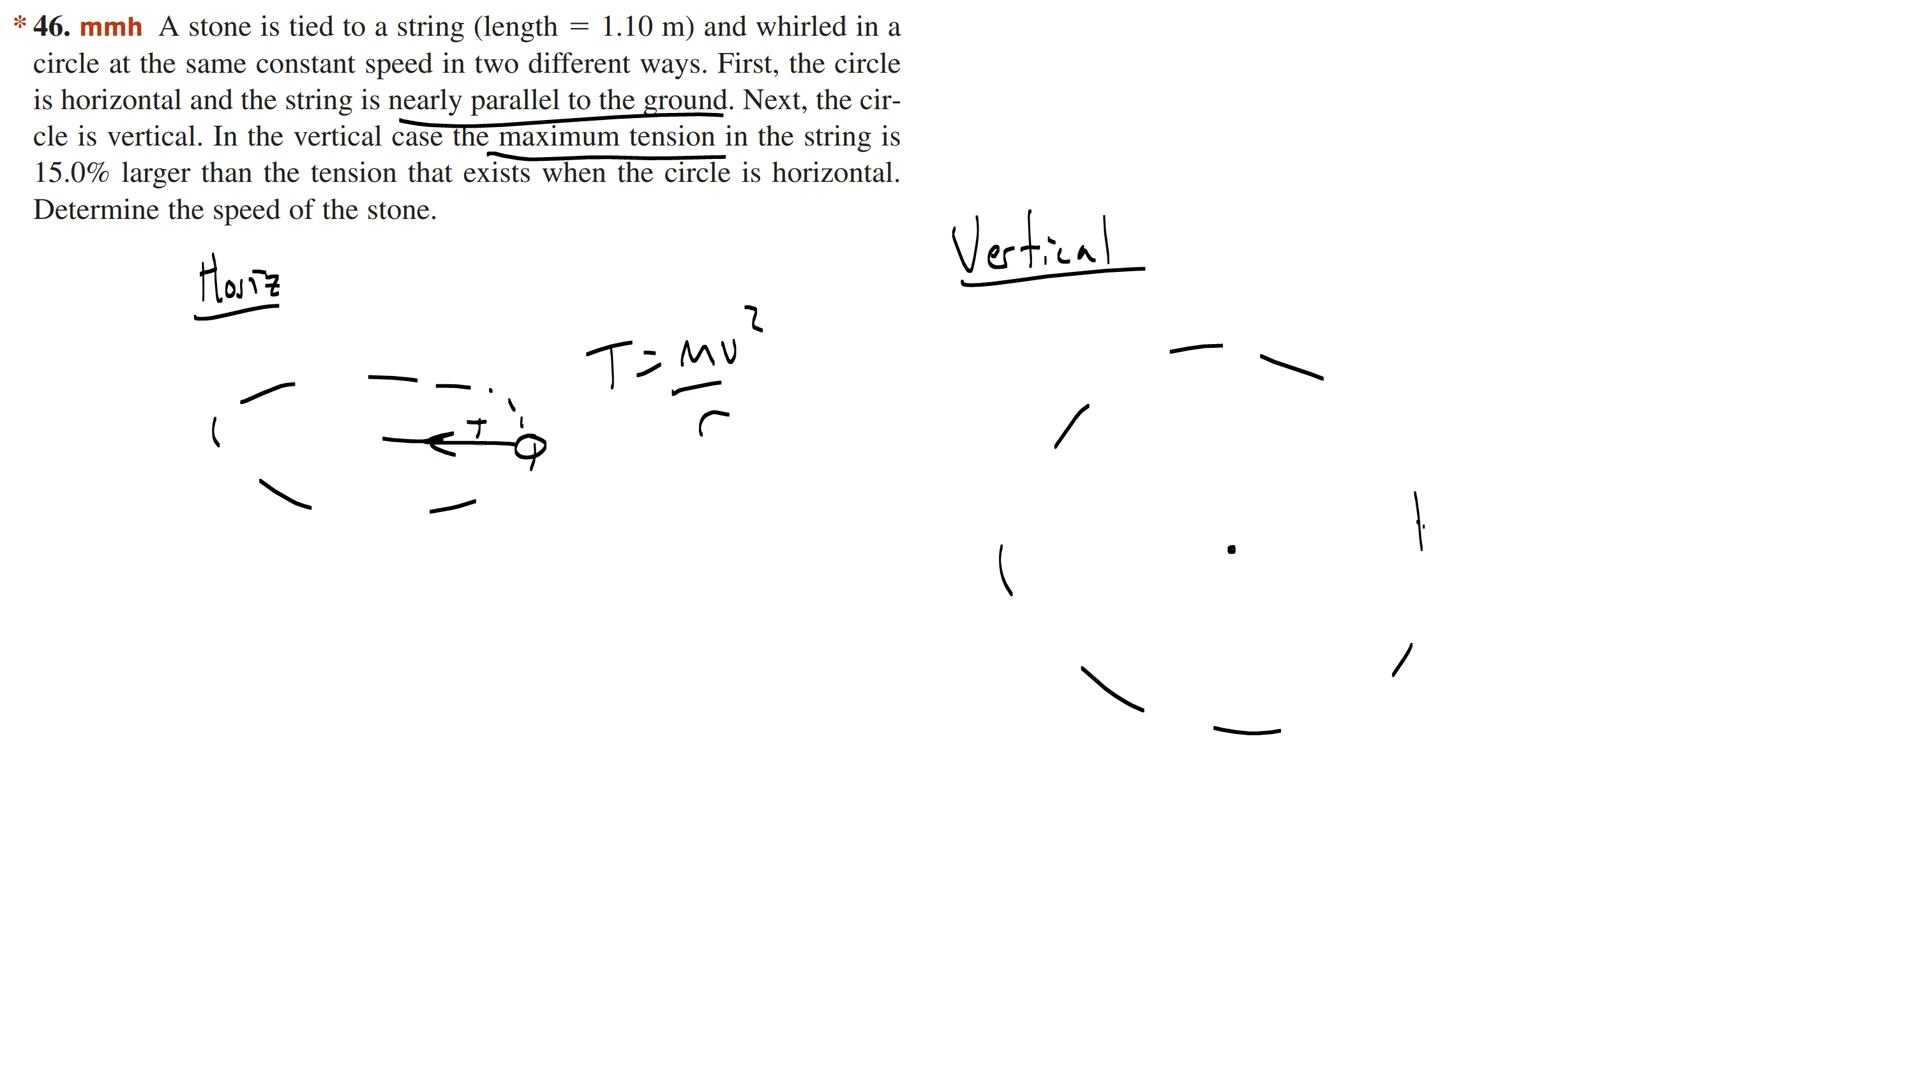 * 46. mmh A stone is tied to a string (length = 1.10 m) and whirled in a
circle at the same constant speed in two different ways. First, the circle
is horizontal and the string is nearly parallel to the ground. Next, the cir-
cle is vertical. In the vertical case the maximum tension in the string is
15.0% larger than the tension that exists when the circle is horizontal.
Determine the speed of the stone.
Vertical
Horiz
T = mv²/r
T